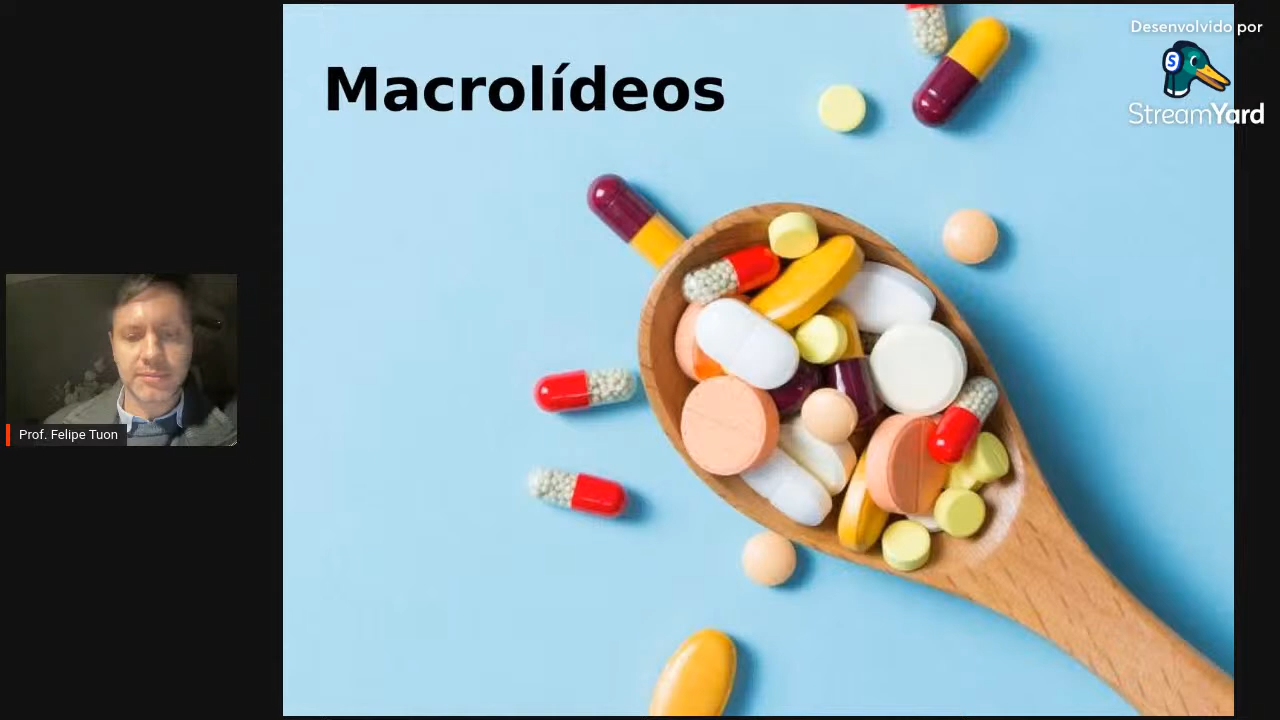 Macrolídeos
Desenvolvido por
S
StreamYard
Prof. Felipe Tuon